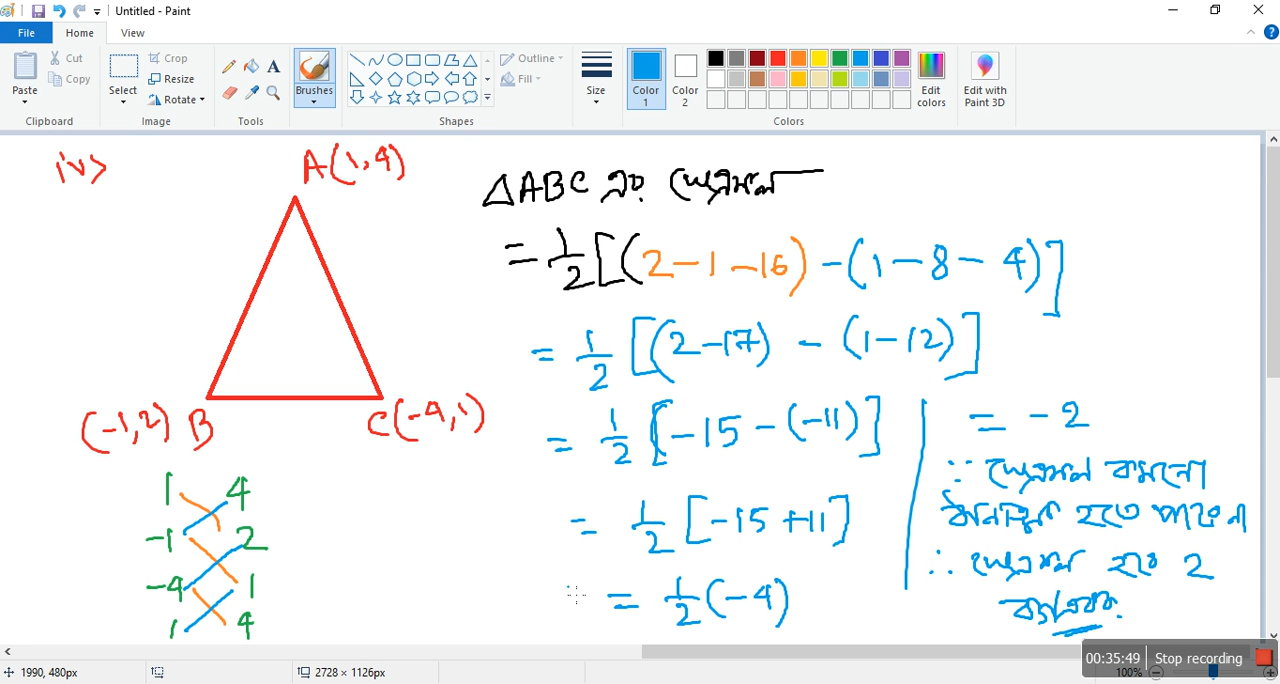 Untitled - Paint
File Home View
Paste Cut Copy Clipboard
Select Crop Resize Rotate Image
Tools
Brushes
Shapes Outline Fill
Size
Color 1 Color 2 Edit colors Colors
Edit with Paint 3D
iv>
A(1,4)
(-1,2) B
C(-4,1)
1 4
-1 2
-4 1
1 4
△ABC এর ক্ষেত্রফল
= 1/2 [(2-1-16) -(1-8-4)]
= 1/2 [(2-17) - (1-12)]
= 1/2 [-15-(-11)]
= 1/2 [-15+11]
= 1/2 (-4)
= -2
∵ ক্ষেত্রফল কখনো
ঋনাত্মক হতে পারেনা
∴ ক্ষেত্রফল হবে 2
বর্গএকক.
00:35:49 Stop recording
1990, 480px 2728 × 1126px 100%